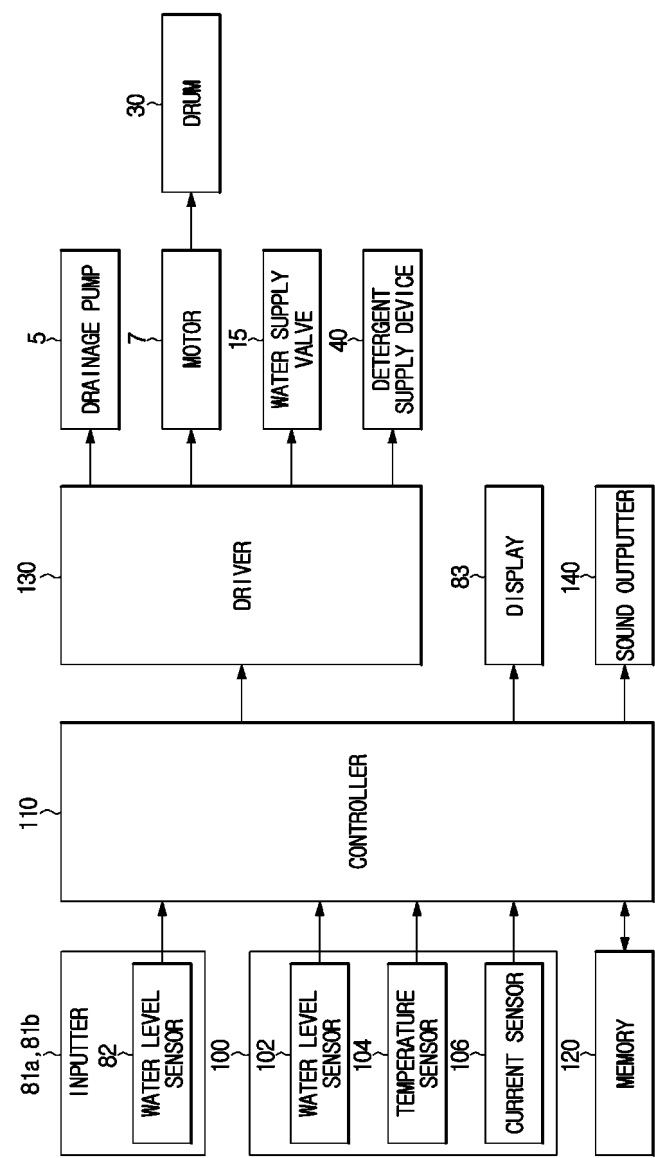 81a, 81b
INPUTTER
82
WATER LEVEL
SENSOR
100
102
WATER LEVEL
SENSOR
104
TEMPERATURE
SENSOR
106
CURRENT SENSOR
120
MEMORY
110
CONTROLLER
130
DRIVER
83
DISPLAY
140
SOUND OUTPUTTER
5
DRAINAGE PUMP
7
MOTOR
15
WATER SUPPLY
VALVE
40
DETERGENT
SUPPLY DEVICE
30
DRUM